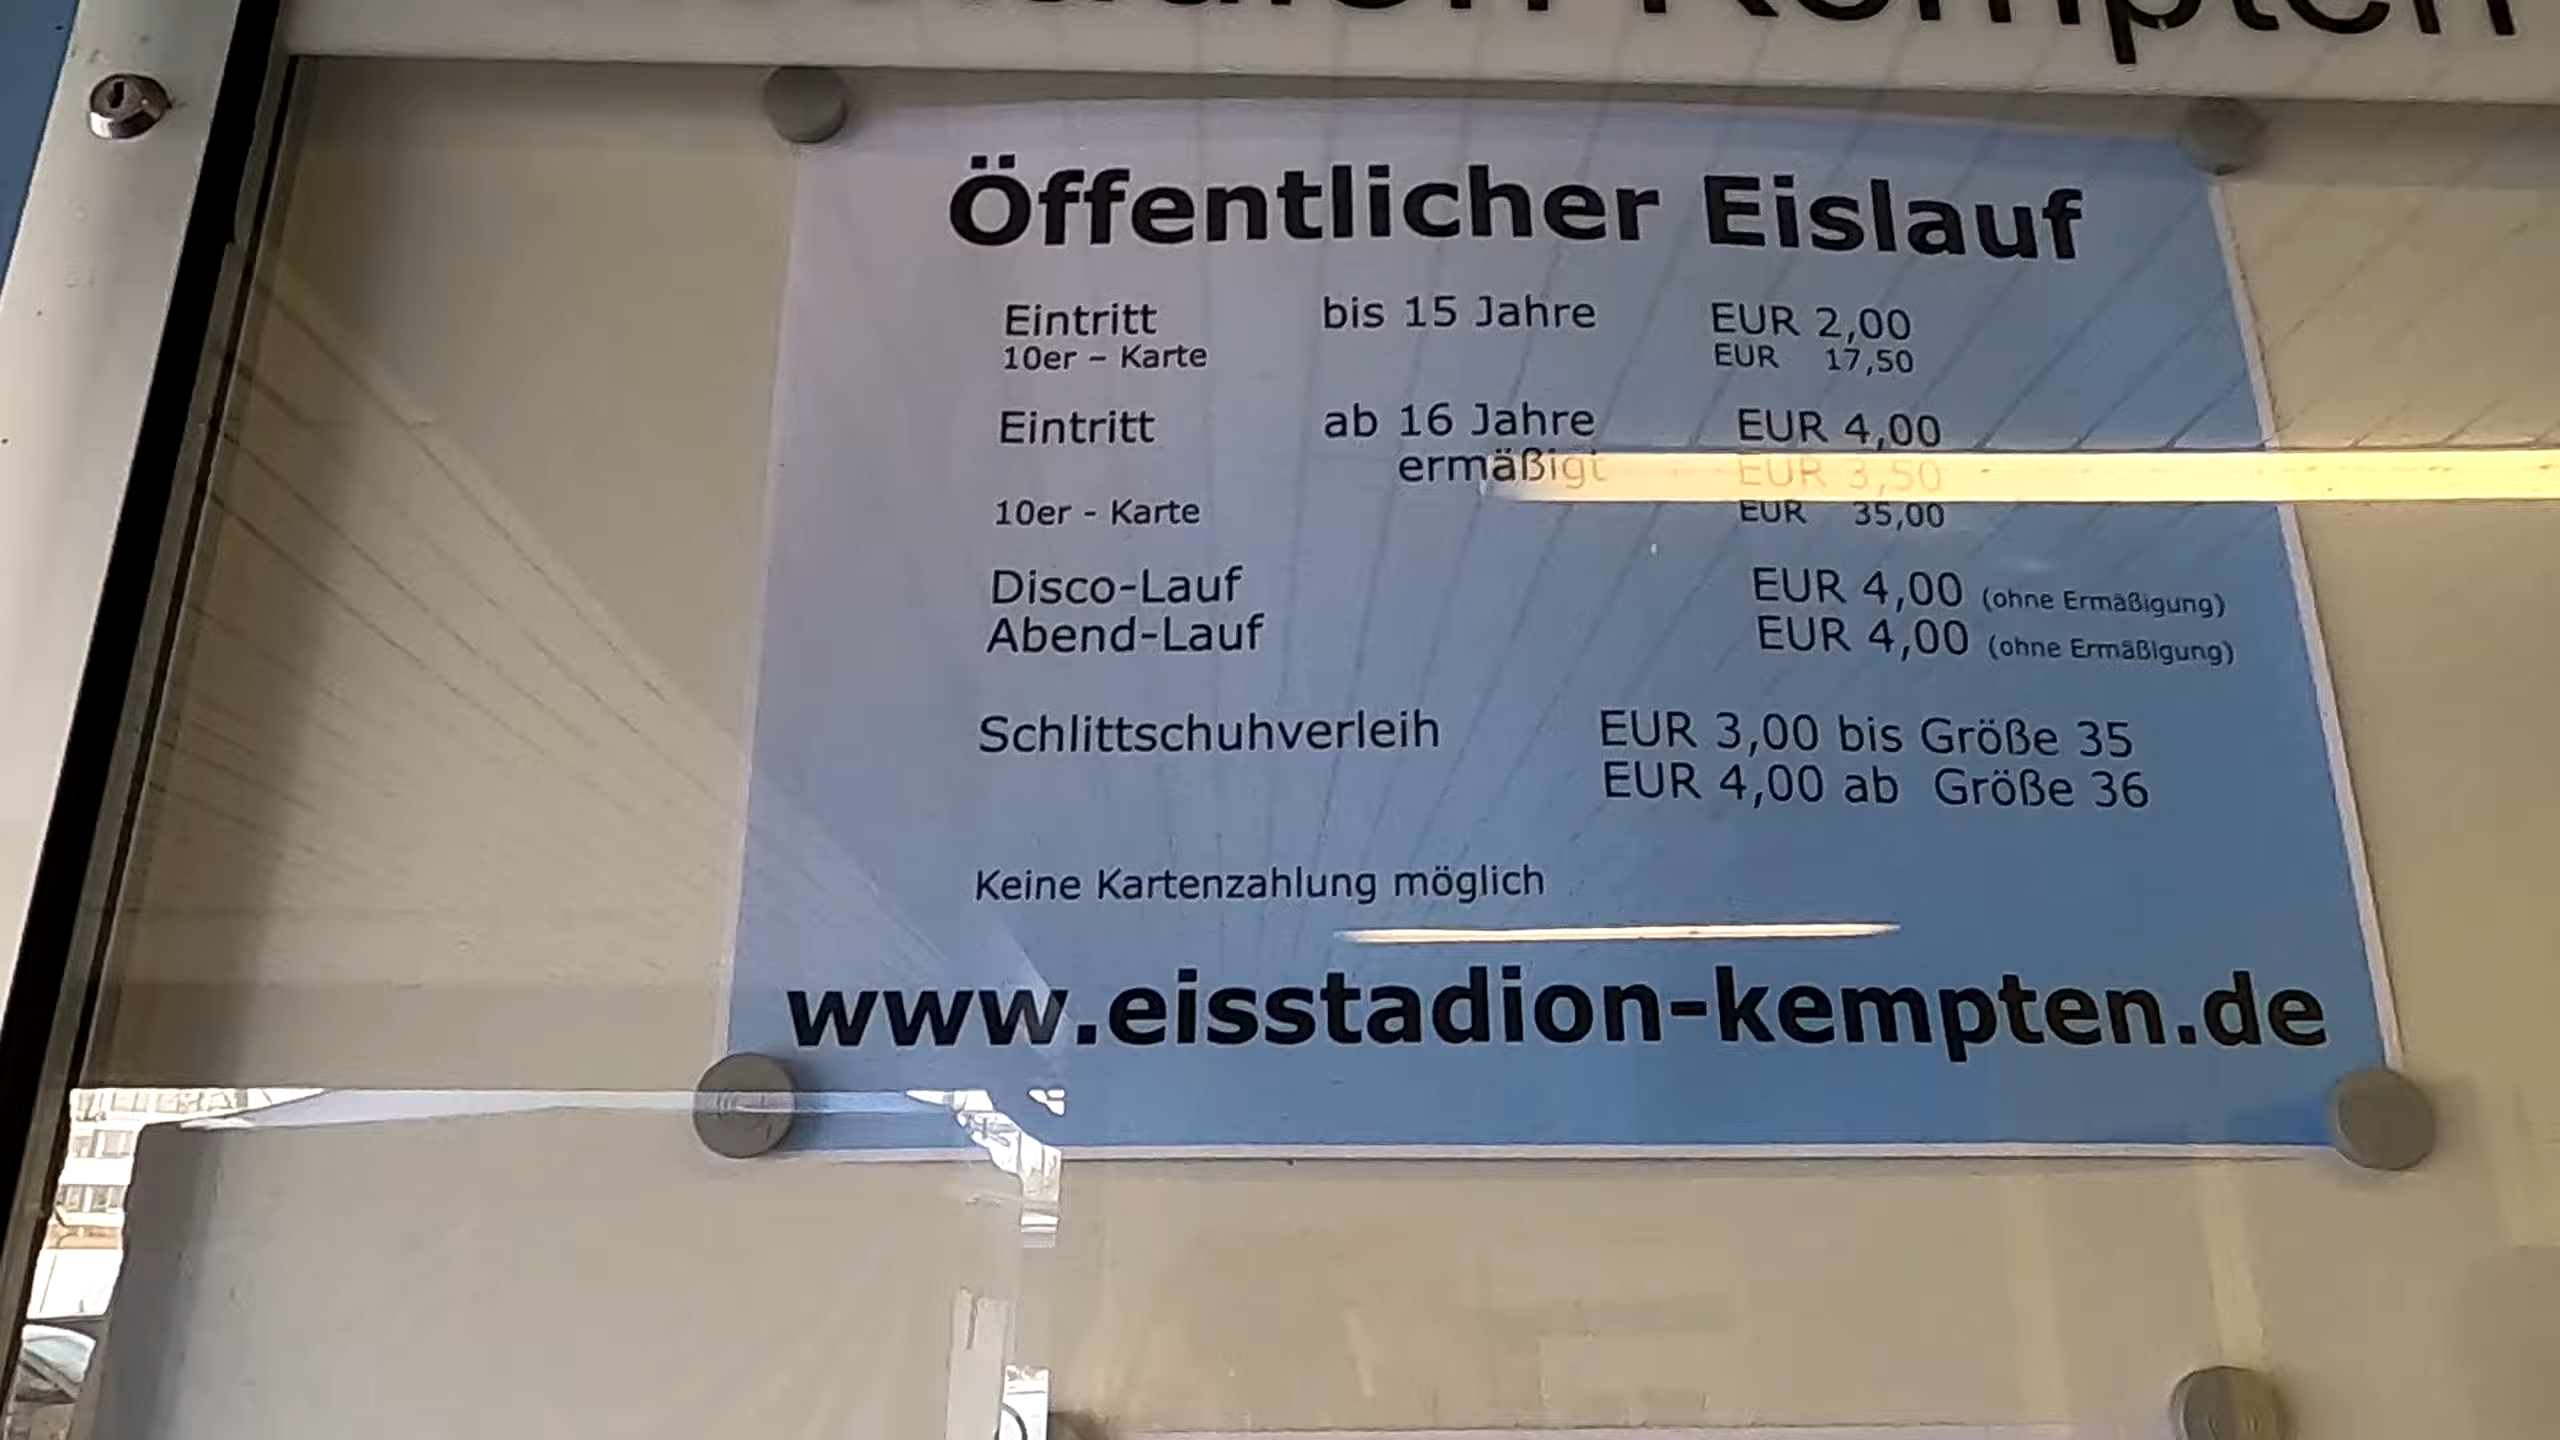 Kempten
Öffentlicher Eislauf
Eintritt bis 15 Jahre EUR 2,00
10er – Karte EUR 17,50
Eintritt ab 16 Jahre EUR 4,00
ermäßigt EUR 3,50
10er - Karte EUR 35,00
Disco-Lauf EUR 4,00 (ohne Ermäßigung)
Abend-Lauf EUR 4,00 (ohne Ermäßigung)
Schlittschuhverleih EUR 3,00 bis Größe 35
EUR 4,00 ab Größe 36
Keine Kartenzahlung möglich
www.eisstadion-kempten.de